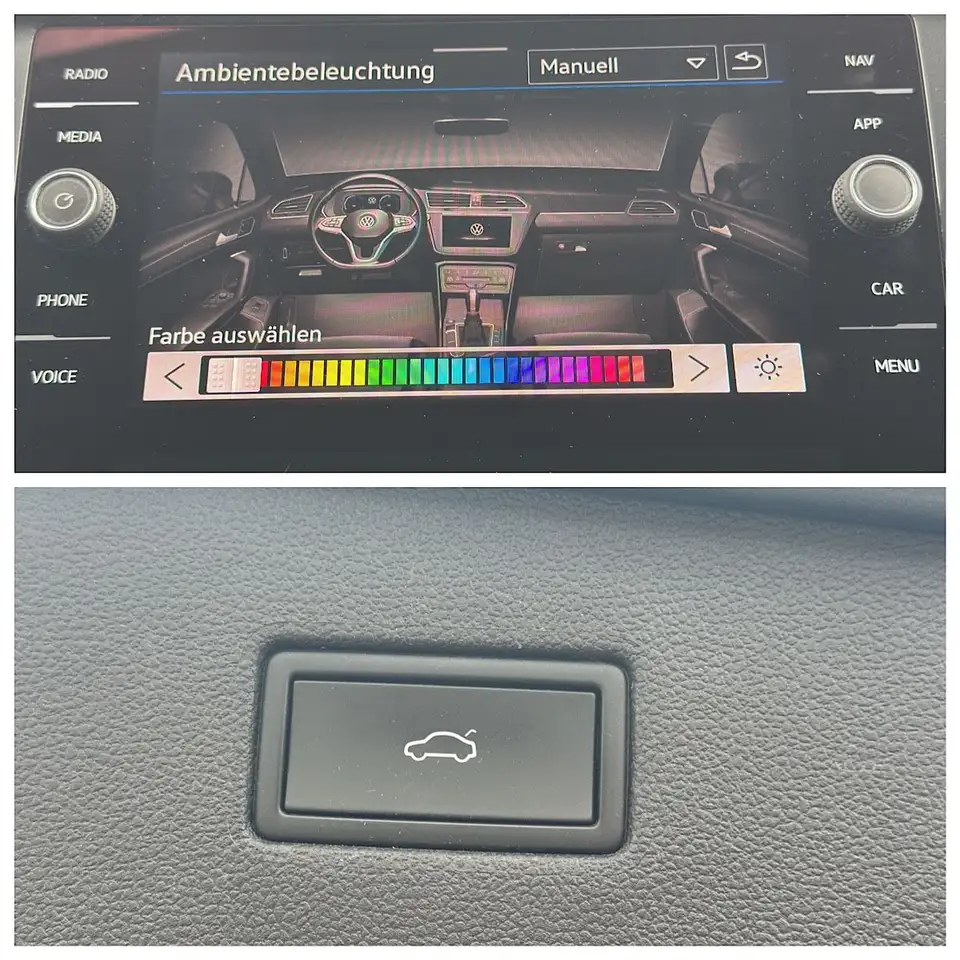 RADIO
MEDIA
PHONE
VOICE
Ambientebeleuchtung
Manuell
Farbe auswählen
NAV
APP
CAR
MENU